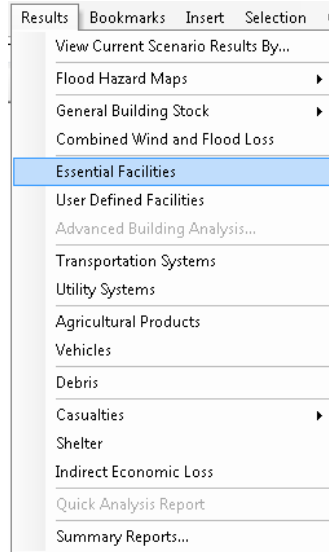 Results Bookmarks Insert Selection
View Current Scenario Results By...
Flood Hazard Maps
General Building Stock
Combined Wind and Flood Loss
Essential Facilities
User Defined Facilities
Advanced Building Analysis...
Transportation Systems
Utility Systems
Agricultural Products
Vehicles
Debris
Casualties
Shelter
Indirect Economic Loss
Quick Analysis Report
Summary Reports...